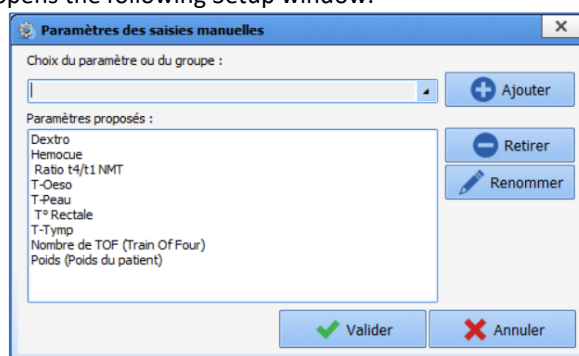 opens the following Setup window:
Paramètres des saisies manuelles
Choix du paramètre ou du groupe :
Ajouter
Paramètres proposés :
Dextro
Hemocue
Ratio t4/t1 NMT
T-Oeso
T-Peau
T° Rectale
T-Tymp
Nombre de TOF (Train Of Four)
Poids (Poids du patient)
Retirer
Renommer
Valider
Annuler